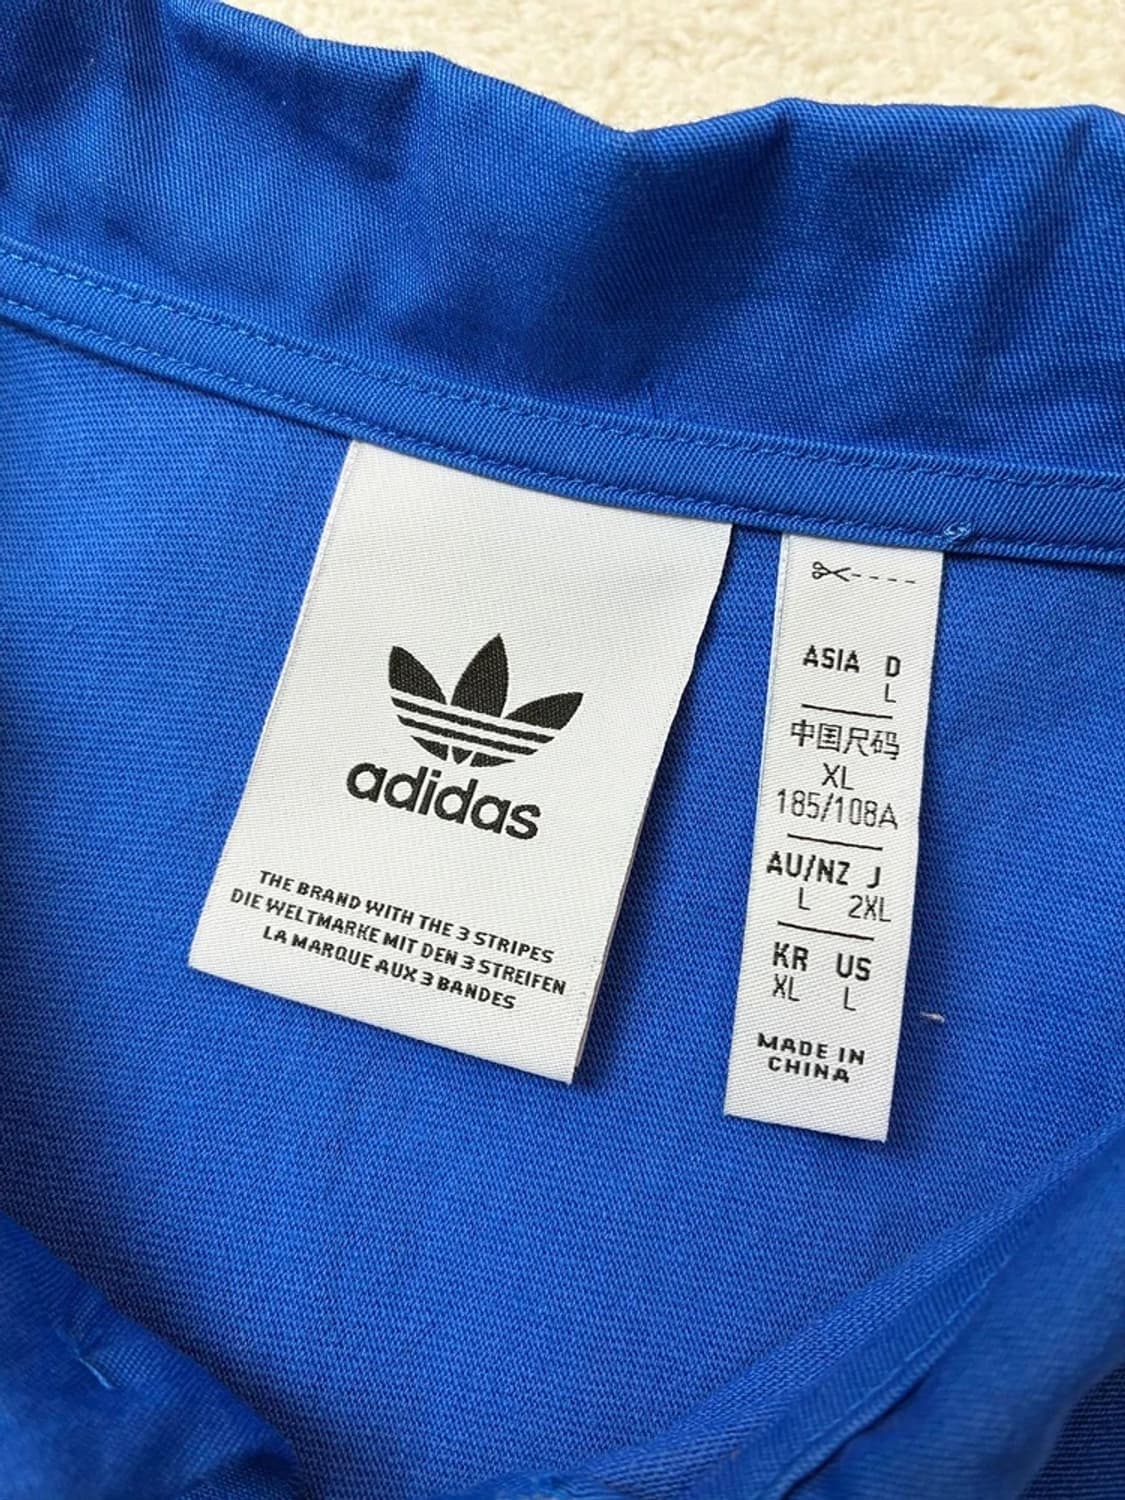 adidas
THE BRAND WITH THE 3 STRIPES
DIE WELTMARKE MIT DEN 3 STREIFEN
LA MARQUE AUX 3 BANDES
ASIA D
L
中国尺码
XL
185/108A
AU/NZ J
L 2XL
KR US
XL L
MADE IN
CHINA